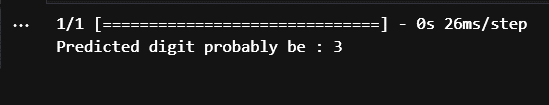 ... 1/1 [==============================] - 0s 26ms/step
Predicted digit probably be : 3